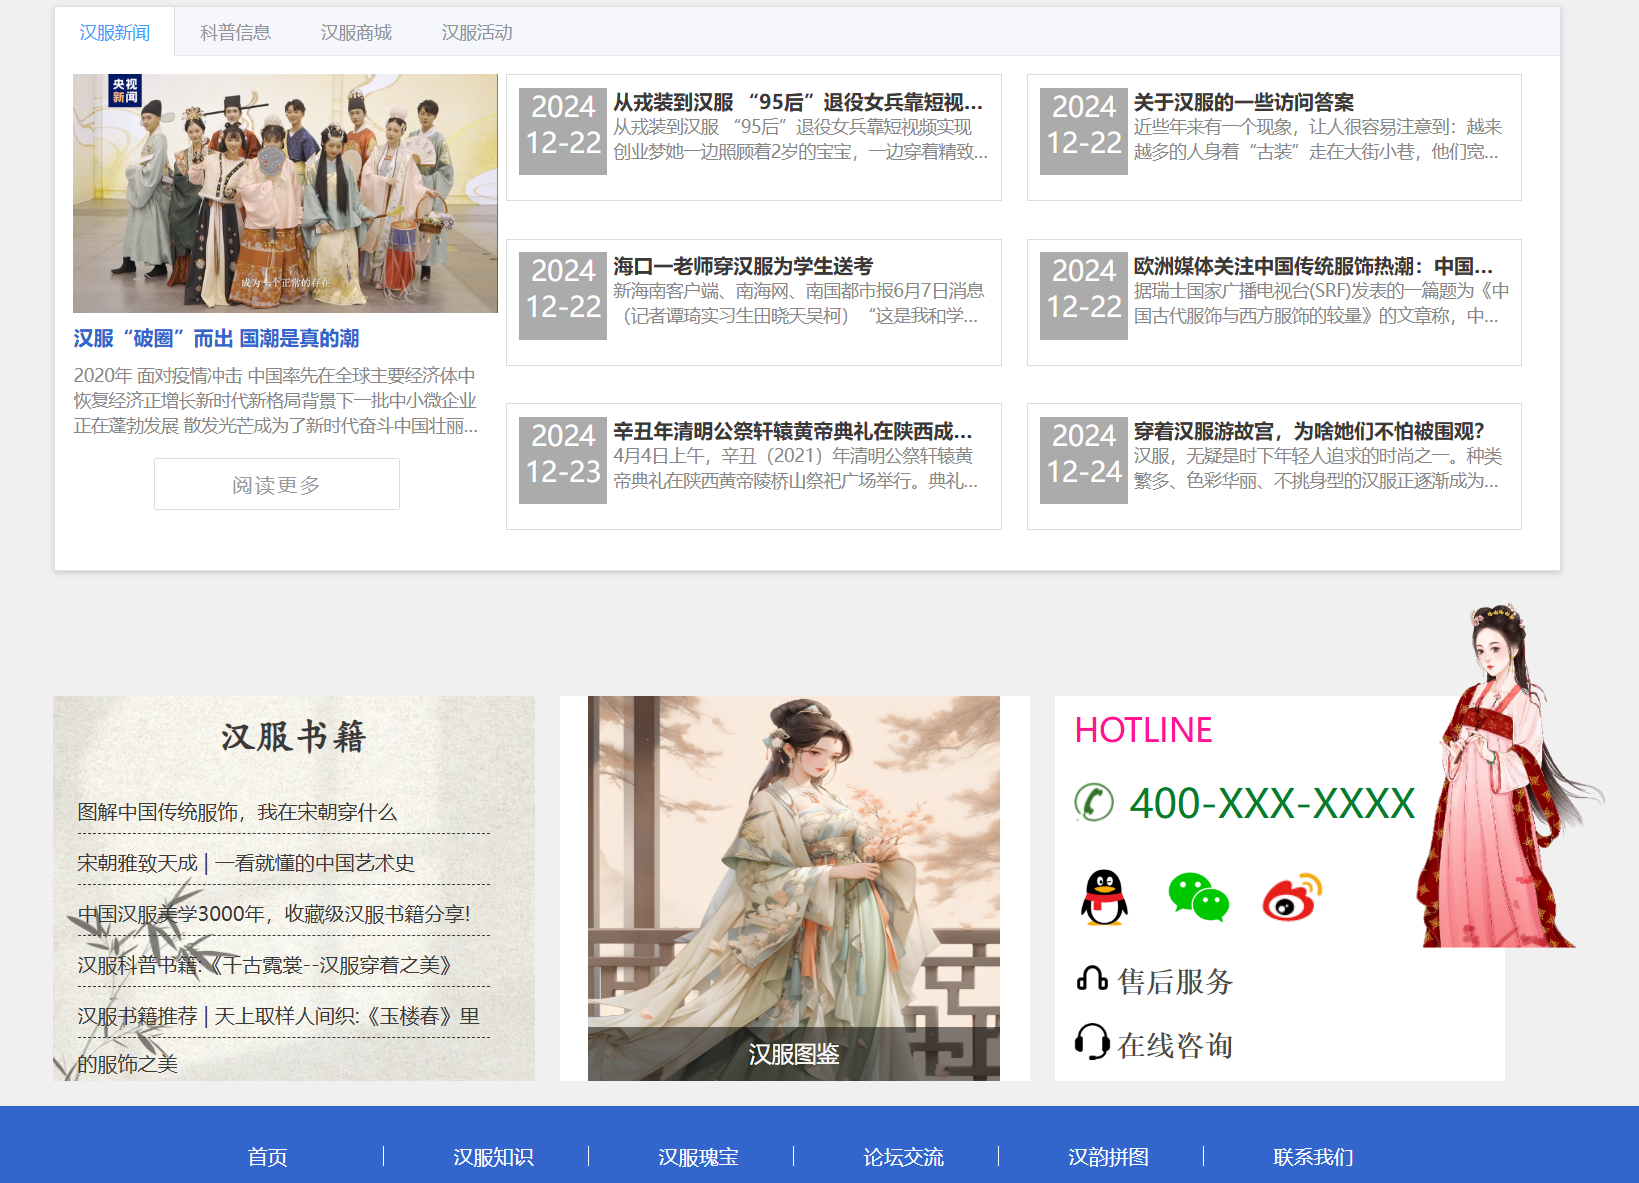 汉服新闻 科普信息 汉服商城 汉服活动
央视
新闻
成为一个正常的存在
汉服“破圈”而出 国潮是真的潮
2020年 面对疫情冲击 中国率先在全球主要经济体中
恢复经济正增长新时代新格局背景下一批中小微企业
正在蓬勃发展 散发光芒成为了新时代奋斗中国壮丽...
阅读更多
2024
12-22
从戎装到汉服 “95后”退役女兵靠短视...
从戎装到汉服 “95后”退役女兵靠短视频实现
创业梦她一边照顾着2岁的宝宝，一边穿着精致...
2024
12-22
关于汉服的一些访问答案
近些年来有一个现象，让人很容易注意到：越来
越多的人身着“古装”走在大街小巷，他们宽...
2024
12-22
海口一老师穿汉服为学生送考
新海南客户端、南海网、南国都市报6月7日消息
（记者谭琦实习生田晓天吴柯）“这是我和学...
2024
12-22
欧洲媒体关注中国传统服饰热潮：中国...
据瑞士国家广播电视台(SRF)发表的一篇题为《中
国古代服饰与西方服饰的较量》的文章称，中...
2024
12-23
辛丑年清明公祭轩辕黄帝典礼在陕西成...
4月4日上午，辛丑（2021）年清明公祭轩辕黄
帝典礼在陕西黄帝陵桥山祭祀广场举行。典礼...
2024
12-24
穿着汉服游故宫，为啥她们不怕被围观？
汉服，无疑是时下年轻人追求的时尚之一。种类
繁多、色彩华丽、不挑身型的汉服正逐渐成为...
汉服书籍
图解中国传统服饰，我在宋朝穿什么
宋朝雅致天成 | 一看就懂的中国艺术史
中国汉服美学3000年，收藏级汉服书籍分享!
汉服科普书籍:《千古霓裳--汉服穿着之美》
汉服书籍推荐 | 天上取样人间织:《玉楼春》里
的服饰之美
汉服图鉴
HOTLINE
400-XXX-XXXX
售后服务
在线咨询
首页 汉服知识 汉服瑰宝 论坛交流 汉韵拼图 联系我们